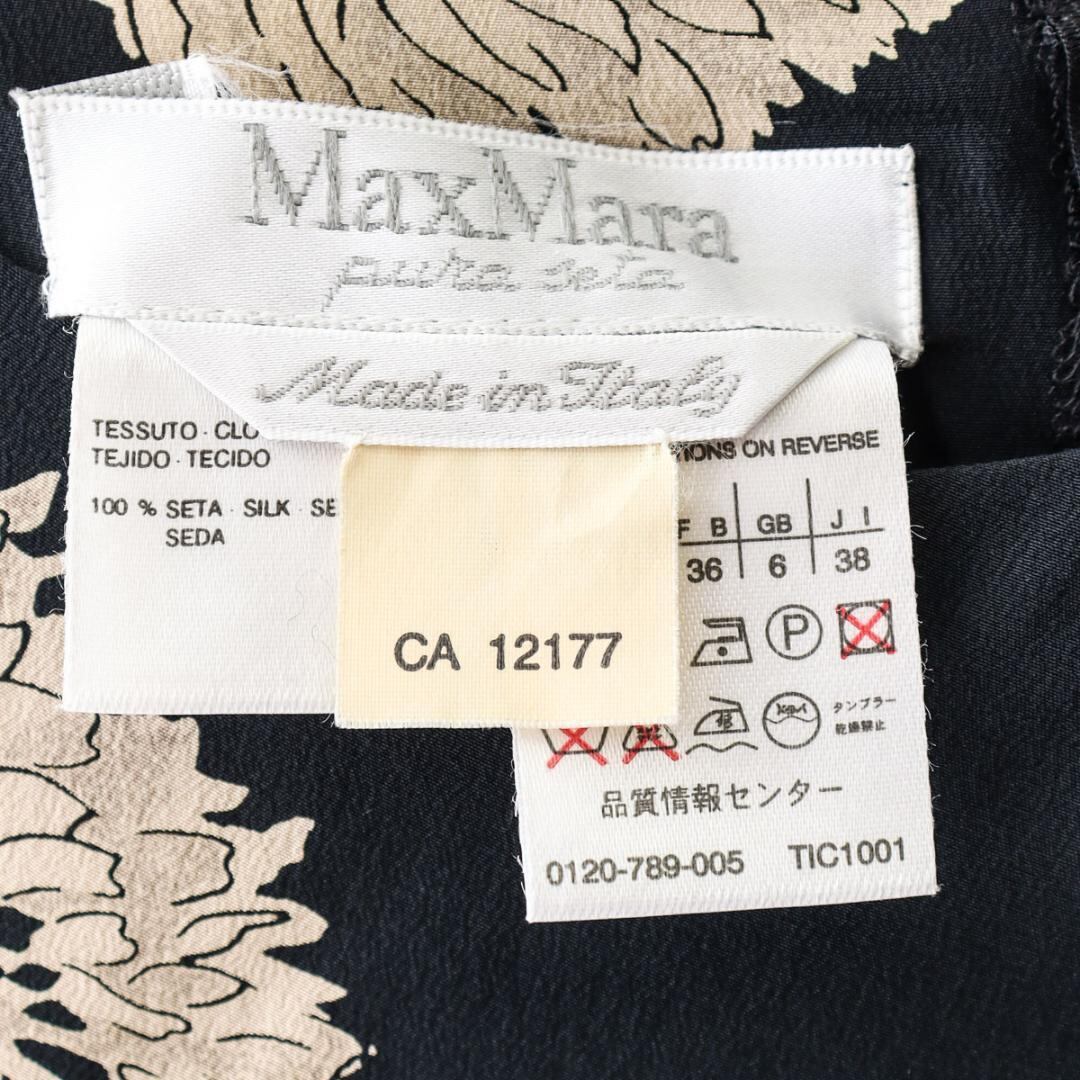 MaxMara
pura seta
Made in Italy
TESSUTO · CLO
TEJIDO · TECIDO
100 % SETA · SILK · SE
SEDA
IONS ON REVERSE
F B GB J I
36 6 38
P
CA 12177
タンブラー
乾燥禁止
品質情報センター
0120-789-005 TIC1001